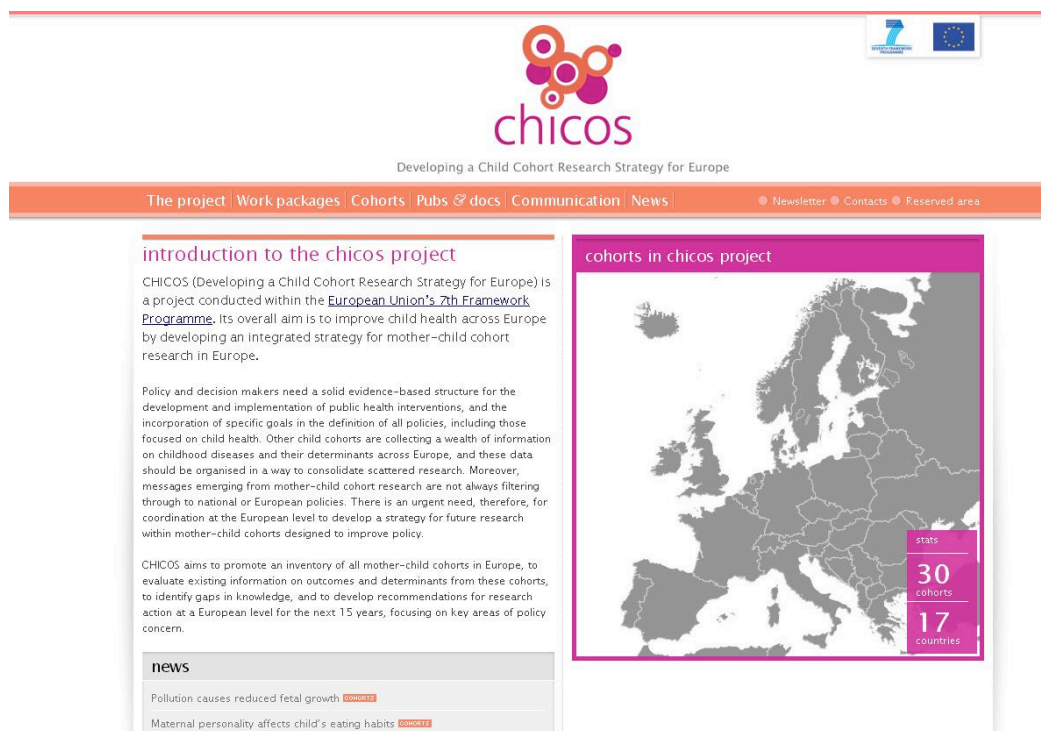 SEVENTH FRAMEWORK
PROGRAMME
chicos
Developing a Child Cohort Research Strategy for Europe
The project Work packages Cohorts Pubs & docs Communication News
Newsletter Contacts Reserved area
introduction to the chicos project
CHICOS (Developing a Child Cohort Research Strategy for Europe) is
a project conducted within the European Union's 7th Framework
Programme. Its overall aim is to improve child health across Europe
by developing an integrated strategy for mother-child cohort
research in Europe.
Policy and decision makers need a solid evidence-based structure for the
development and implementation of public health interventions, and the
incorporation of specific goals in the definition of all policies, including those
focused on child health. Other child cohorts are collecting a wealth of information
on childhood diseases and their determinants across Europe, and these data
should be organised in a way to consolidate scattered research. Moreover,
messages emerging from mother-child cohort research are not always filtering
through to national or European policies. There is an urgent need, therefore, for
coordination at the European level to develop a strategy for future research
within mother-child cohorts designed to improve policy.
CHICOS aims to promote an inventory of all mother-child cohorts in Europe, to
evaluate existing information on outcomes and determinants from these cohorts,
to identify gaps in knowledge, and to develop recommendations for research
action at a European level for the next 15 years, focusing on key areas of policy
concern.
news
Pollution causes reduced fetal growth COHORTS
Maternal personality affects child's eating habits COHORTS
cohorts in chicos project
stats
30
cohorts
17
countries